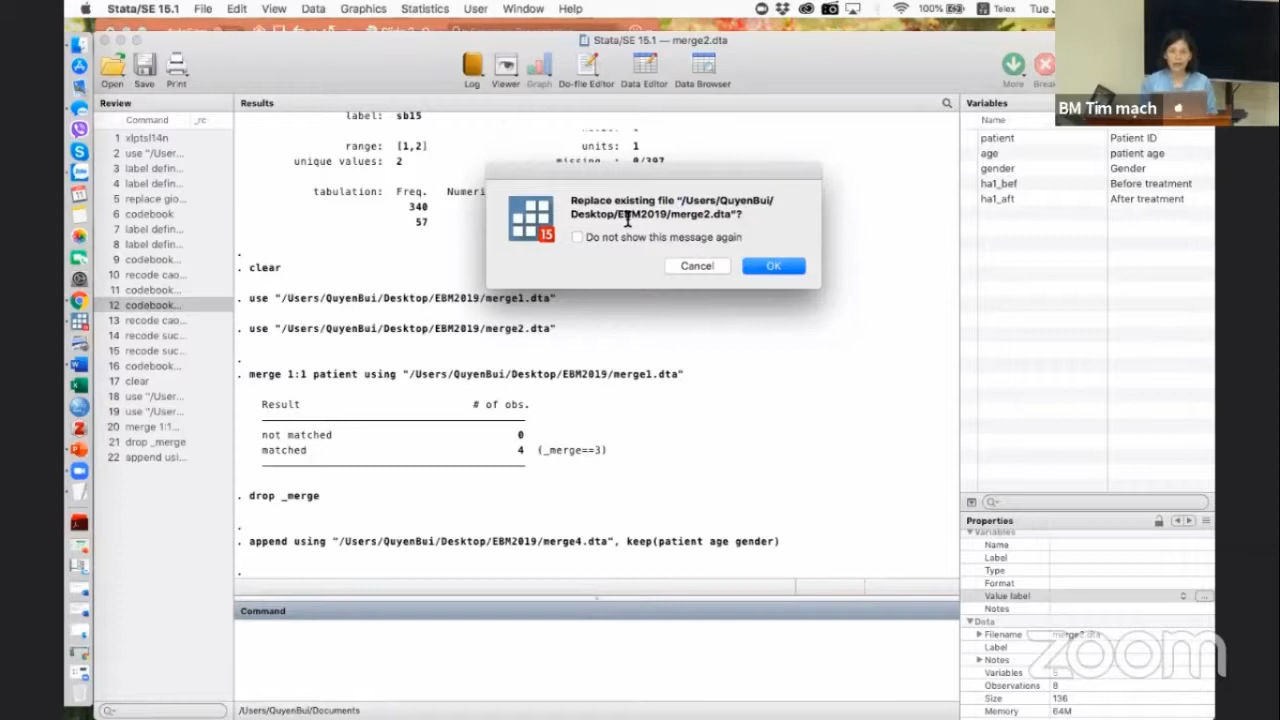 Stata/SE 15.1 File Edit View Data Graphics Statistics User Window Help 100% Telex Tue
Stata/SE 15.1 — merge2.dta
Open Save Print Log Viewer Graph Do-file Editor Data Editor Data Browser More Break
BM Tim mach
Review
Command _rc
1 xlptsl14n
2 use "/User...
3 label defin...
4 label defin...
5 replace gio...
6 codebook
7 label defin...
8 label defin...
9 codebook...
10 recode cao...
11 codebook...
12 codebook...
13 recode cao...
14 recode suc...
15 recode suc...
16 codebook...
17 clear
18 use "/User...
19 use "/User...
20 merge 1:1...
21 drop _merge
22 append usi...
Results
label: sb15
range: [1,2] units: 1
unique values: 2 missing .: 0/397
tabulation: Freq. Numeri
340
57
.
. clear
. use "/Users/QuyenBui/Desktop/EBM2019/merge1.dta"
. use "/Users/QuyenBui/Desktop/EBM2019/merge2.dta"
.
. merge 1:1 patient using "/Users/QuyenBui/Desktop/EBM2019/merge1.dta"
Result # of obs.
not matched 0
matched 4 (_merge==3)
. drop _merge
.
. append using "/Users/QuyenBui/Desktop/EBM2019/merge4.dta", keep(patient age gender)
.
Command
/Users/QuyenBui/Documents
15
Replace existing file "/Users/QuyenBui/
Desktop/EBM2019/merge2.dta"?
Do not show this message again
Cancel OK
Variables
Name
patient Patient ID
age patient age
gender Gender
ha1_bef Before treatment
ha1_aft After treatment
Properties
Variables
Name
Label
Type
Format
Value label
Notes
Data
Filename merge2.dta
Label
Notes
Variables 5
Observations 8
Size 136
Memory 64M
zoom